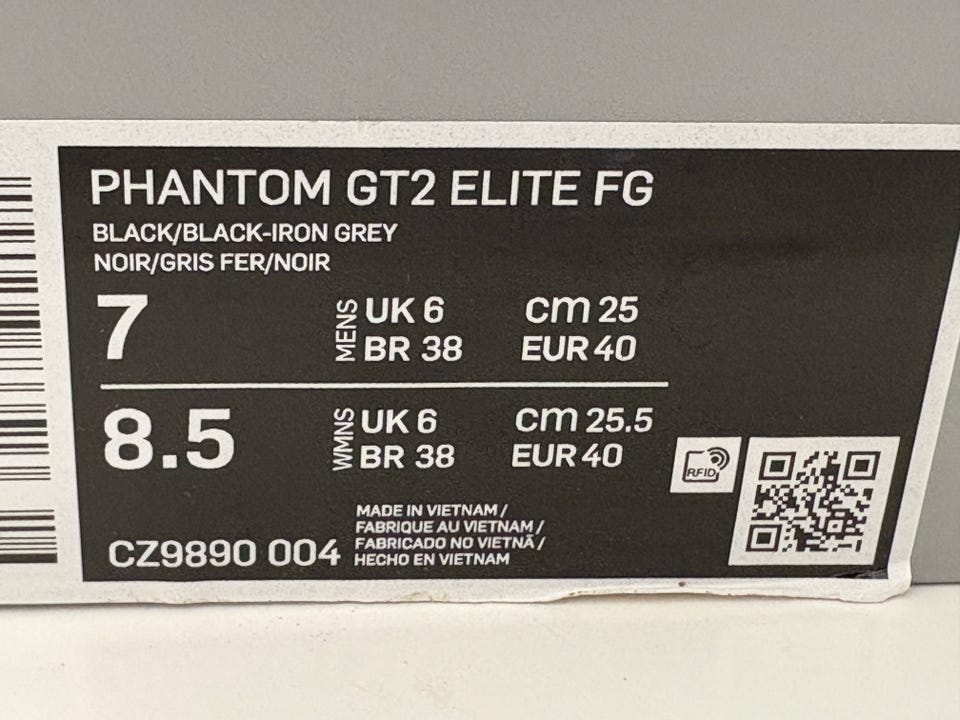 PHANTOM GT2 ELITE FG
BLACK/BLACK-IRON GREY
NOIR/GRIS FER/NOIR
7 MENS UK 6 cm 25
BR 38 EUR 40
8.5 WMNS UK 6 cm 25.5
BR 38 EUR 40
RFID
MADE IN VIETNAM /
FABRIQUE AU VIETNAM /
FABRICADO NO VIETNÃ /
HECHO EN VIETNAM
CZ9890 004